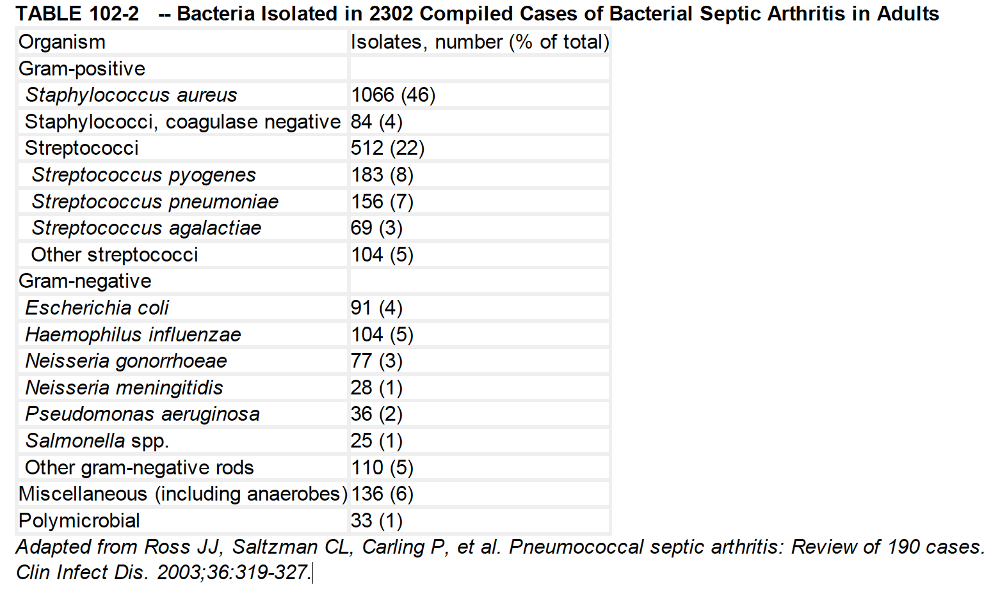 TABLE 102-2 -- Bacteria Isolated in 2302 Compiled Cases of Bacterial Septic Arthritis in Adults
Organism Isolates, number (% of total)
Gram-positive
Staphylococcus aureus 1066 (46)
Staphylococci, coagulase negative 84 (4)
Streptococci 512 (22)
Streptococcus pyogenes 183 (8)
Streptococcus pneumoniae 156 (7)
Streptococcus agalactiae 69 (3)
Other streptococci 104 (5)
Gram-negative
Escherichia coli 91 (4)
Haemophilus influenzae 104 (5)
Neisseria gonorrhoeae 77 (3)
Neisseria meningitidis 28 (1)
Pseudomonas aeruginosa 36 (2)
Salmonella spp. 25 (1)
Other gram-negative rods 110 (5)
Miscellaneous (including anaerobes) 136 (6)
Polymicrobial 33 (1)
Adapted from Ross JJ, Saltzman CL, Carling P, et al. Pneumococcal septic arthritis: Review of 190 cases.
Clin Infect Dis. 2003;36:319-327.